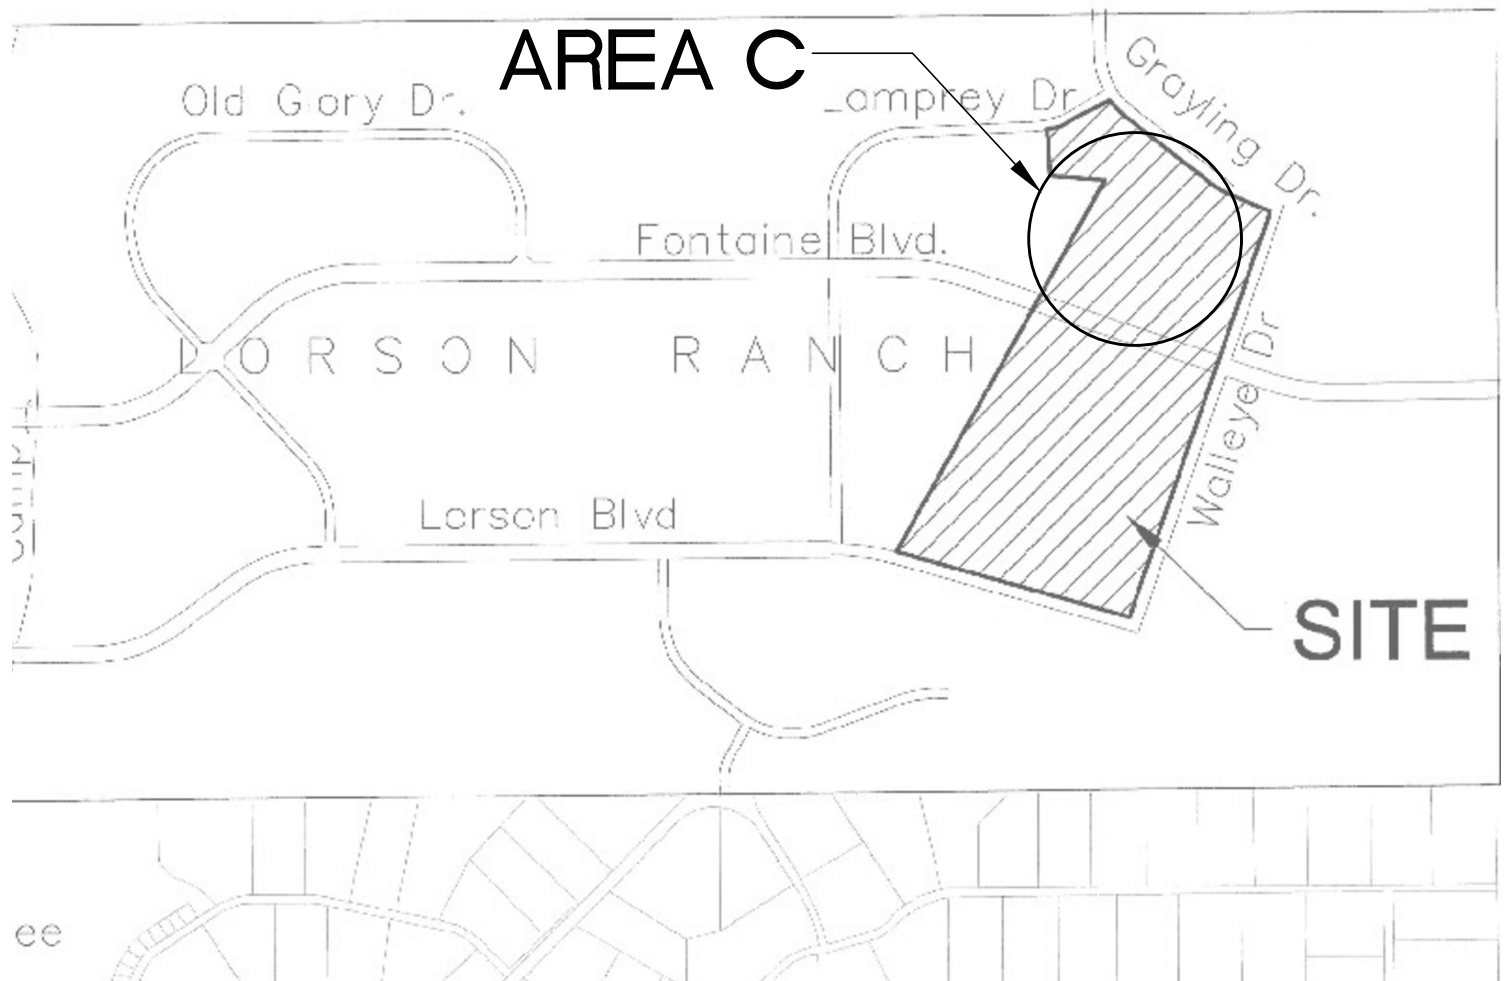 AREA C
Old Glory Dr.
Lamprey Dr
Grayling Dr.
Fontaine Blvd.
LORSON RANCH
Walleye Dr
Lorson Blvd
SITE
ee